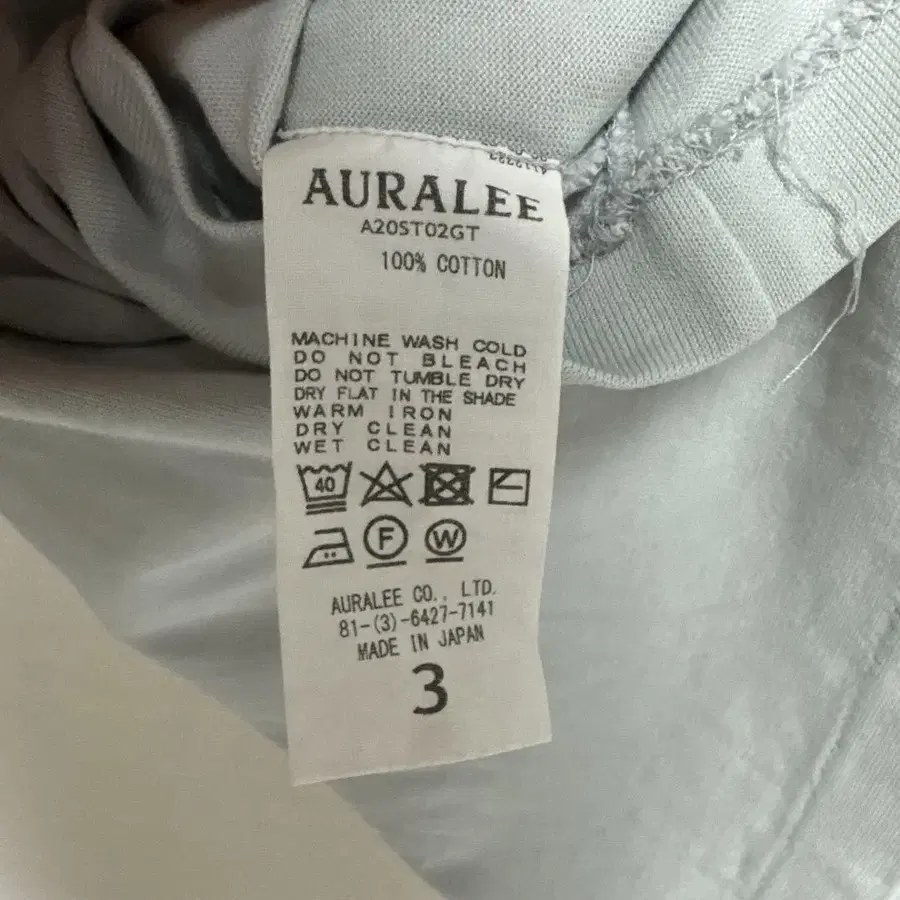 AURALEE
A20ST02GT
100% COTTON
MACHINE WASH COLD
DO NOT BLEACH
DO NOT TUMBLE DRY
DRY FLAT IN THE SHADE
WARM IRON
DRY CLEAN
WET CLEAN
40
F W
AURALEE CO., LTD.
81-(3)-6427-7141
MADE IN JAPAN
3